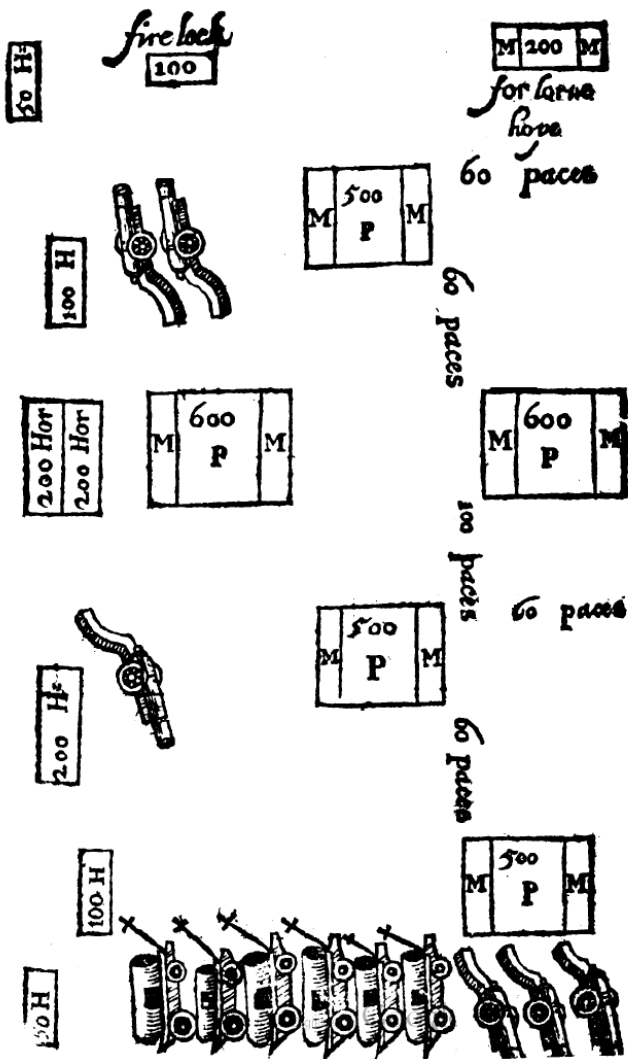 fire lock
M 200 M
50 H
100
for lorne
hope
60 paces
500
M P M
100 H
60 paces
200 Hor
200 Hor
600
M P M
600
M P M
100 paces
60 paces
500
M P M
200 H
60 paces
500
M P M
100 H
50 H